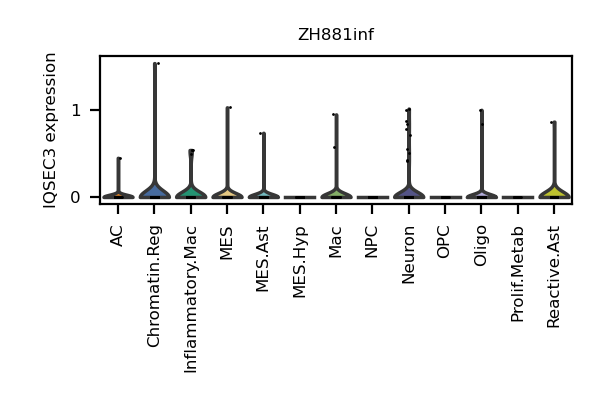 ZH881inf
IQSEC3 expression
1
0
AC
Chromatin.Reg
Inflammatory.Mac
MES
MES.Ast
MES.Hyp
Mac
NPC
Neuron
OPC
Oligo
Prolif.Metab
Reactive.Ast